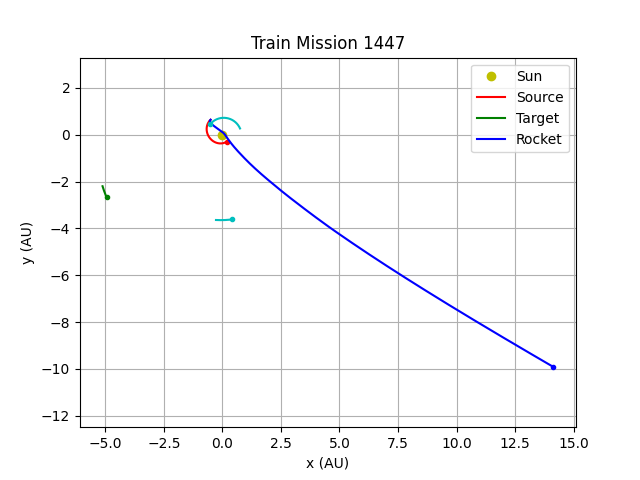 Train Mission 1447
Sun
Source
Target
Rocket
2
0
−2
−4
−6
−8
−10
−12
y (AU)
−5.0 −2.5 0.0 2.5 5.0 7.5 10.0 12.5 15.0
x (AU)